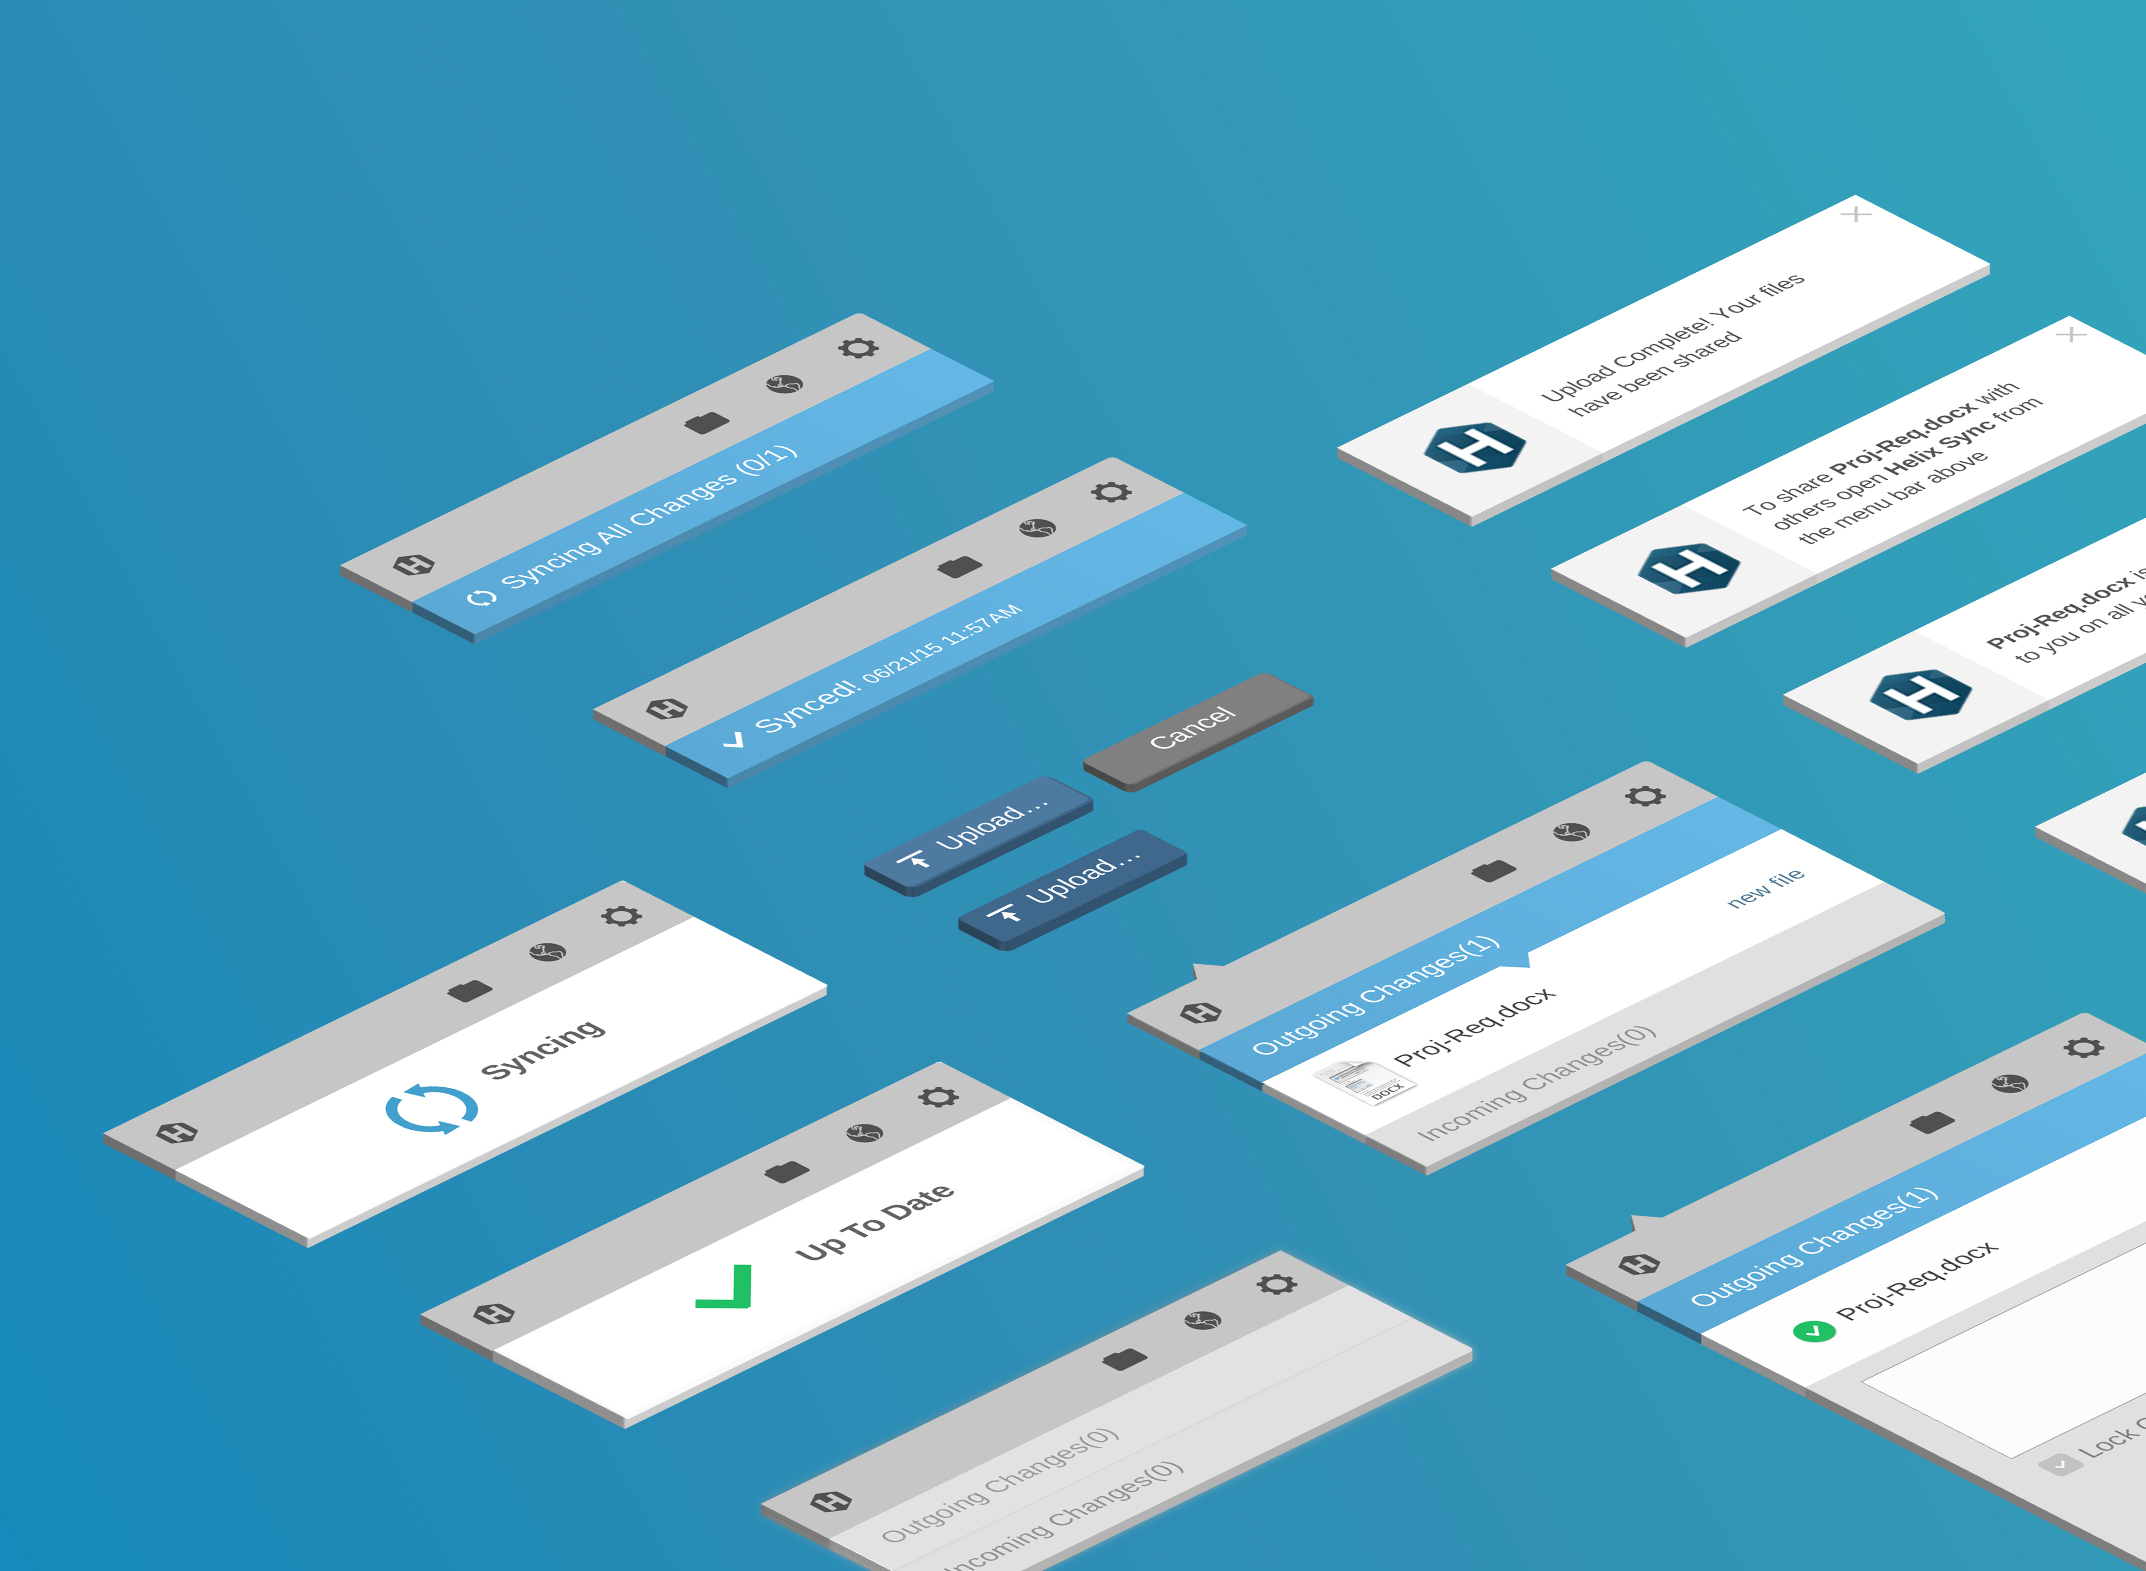 Syncing All Changes (0/1)
Synced! 06/21/15 11:57AM
Cancel
Upload...
Upload...
Upload Complete! Your files
have been shared
To share Proj-Req.docx with
others open Helix Sync from
the menu bar above
Proj-Req.docx is
to you on all
Outgoing Changes(1)
new file
DOCX
Proj-Req.docx
Incoming Changes(0)
Syncing
Up To Date
Outgoing Changes(0)
Incoming Changes(0)
Outgoing Changes(1)
Proj-Req.docx
Lock